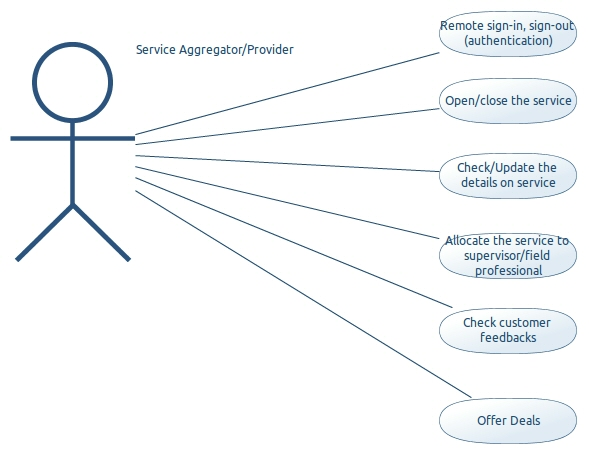 Service Aggregator/Provider
Remote sign-in, sign-out
(authentication)
Open/close the service
Check/Update the
details on service
Allocate the service to
supervisor/field
professional
Check customer
feedbacks
Offer Deals